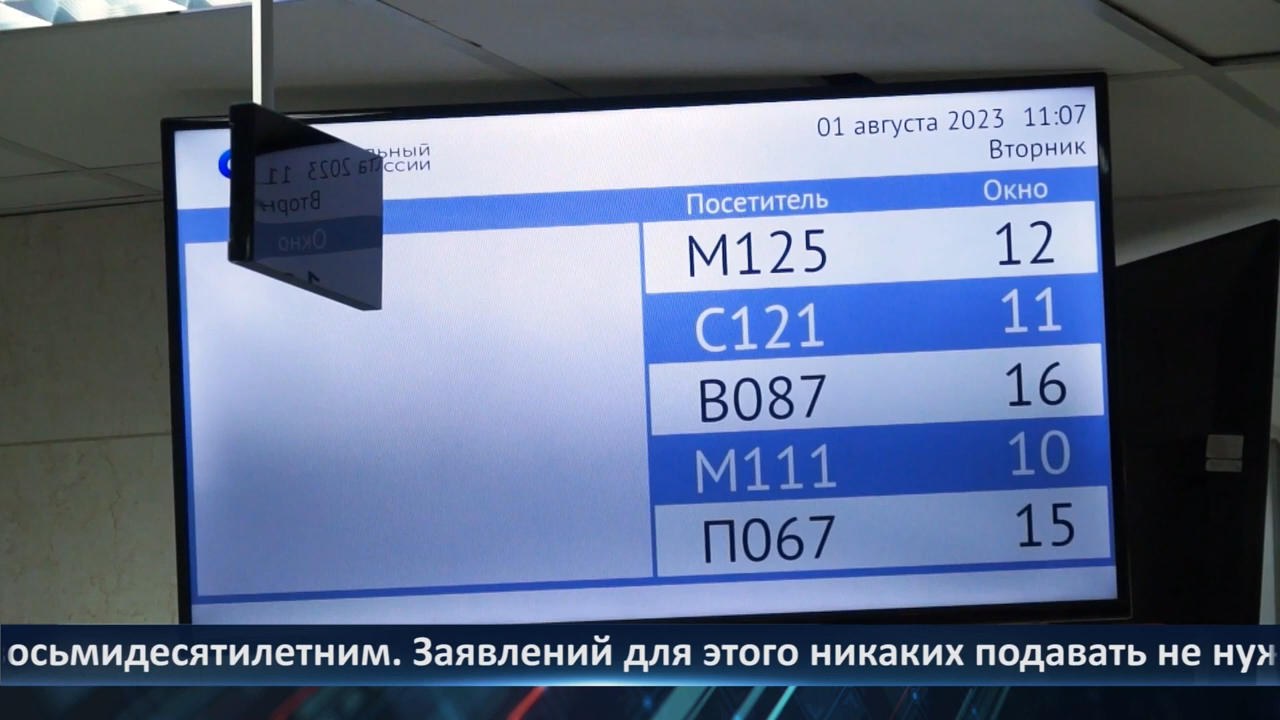 01 августа 2023 11:07
Вторник
Посетитель Окно
М125 12
С121 11
В087 16
М111 10
П067 15
осьмидесятилетним. Заявлений для этого никаких подавать не нуж